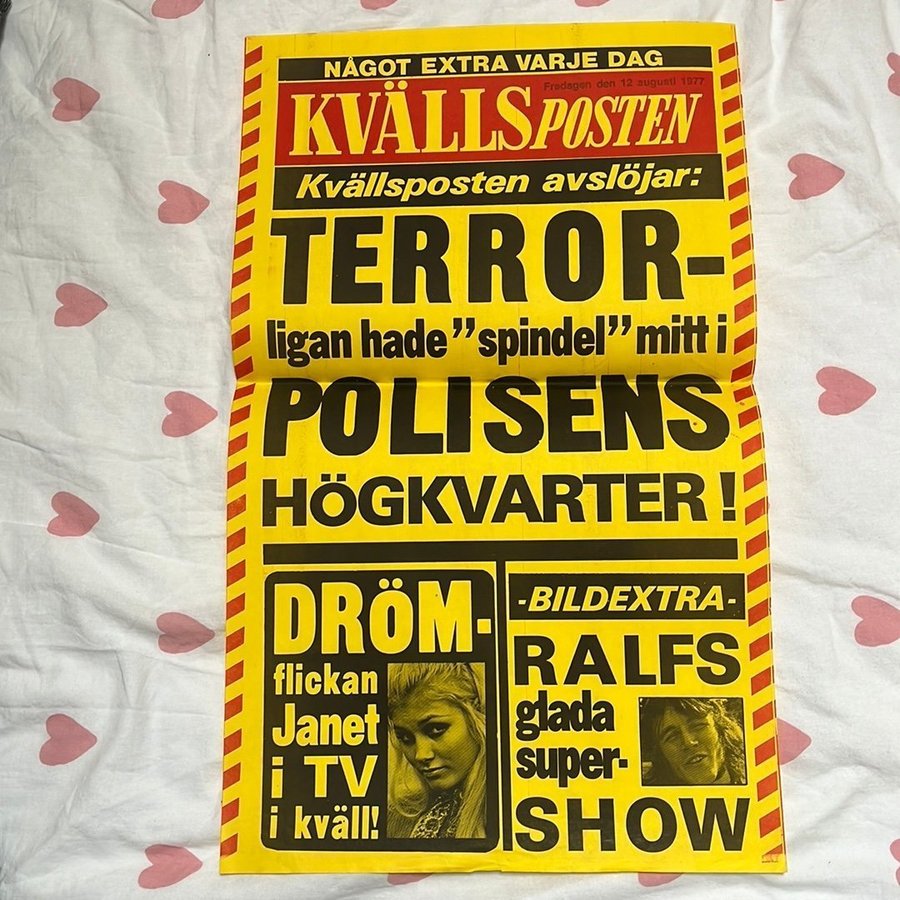 NÅGOT EXTRA VARJE DAG
Fredagen den 12 augusti 1977
KVÄLLSPOSTEN
Kvällsposten avslöjar:
TERROR-
ligan hade ”spindel” mitt i
POLISENS
HÖGKVARTER!
DRÖM-
flickan
Janet
i TV
i kväll!
-BILDEXTRA-
RALFS
glada
super-
SHOW